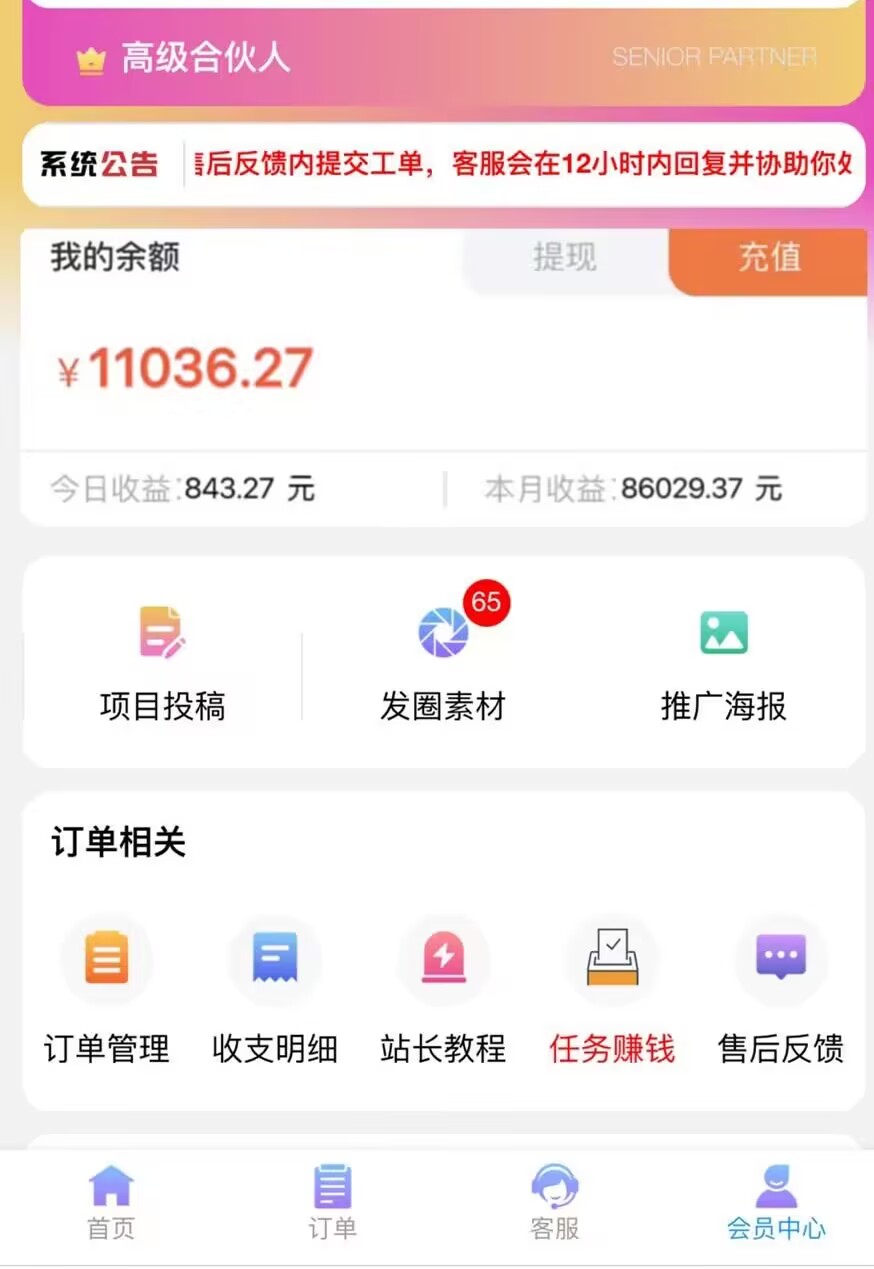 高级合伙人 SENIOR PARTNER
系统公告 售后反馈内提交工单，客服会在12小时内回复并协助你处
我的余额 提现 充值
¥11036.27
今日收益:843.27 元 本月收益:86029.37 元
65
项目投稿 发圈素材 推广海报
订单相关
订单管理 收支明细 站长教程 任务赚钱 售后反馈
首页 订单 客服 会员中心